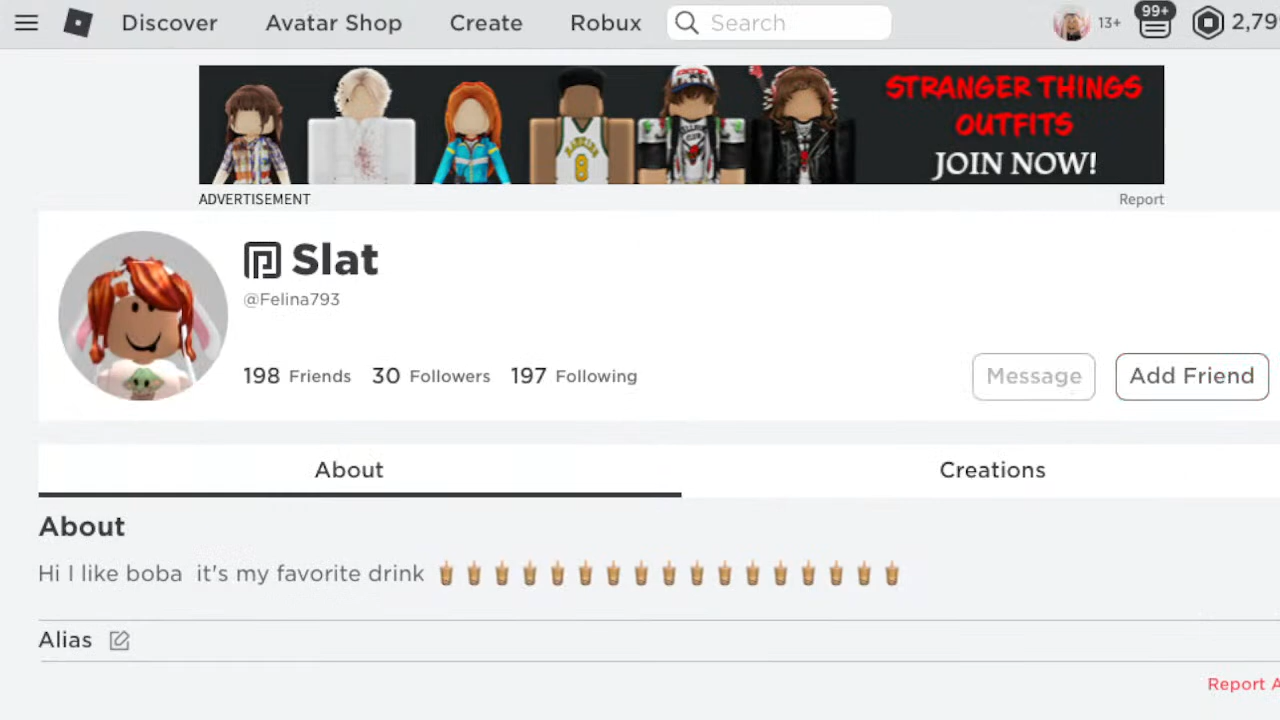 Discover Avatar Shop Create Robux Search 13+ 99+ 2,79
STRANGER THINGS
OUTFITS
JOIN NOW!
HAWKINS
8
ADVERTISEMENT Report
Slat
@Felina793
198 Friends 30 Followers 197 Following Message Add Friend
About Creations
About
Hi I like boba it's my favorite drink 🧋🧋🧋🧋🧋🧋🧋🧋🧋🧋🧋🧋🧋🧋🧋🧋🧋
Alias
Report A